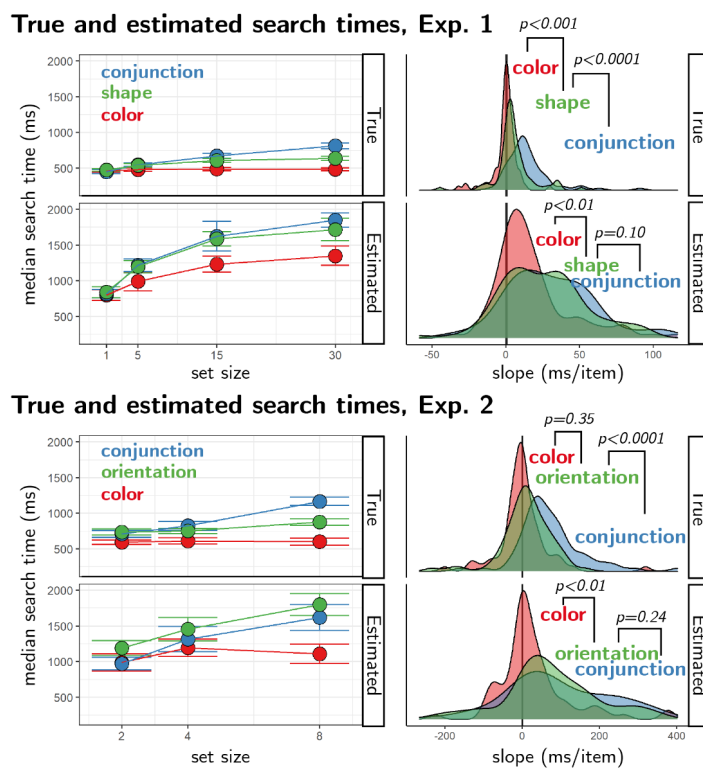 True and estimated search times, Exp. 1
conjunction
shape
color
2000
1500
1000
500
True
2000
1500
1000
500
Estimated
median search time (ms)
1 5 15 30
set size
p<0.001
color
p<0.0001
shape
conjunction
True
p<0.01
color
p=0.10
shape
conjunction
Estimated
-50 0 50 100
slope (ms/item)
True and estimated search times, Exp. 2
conjunction
orientation
color
2000
1500
1000
500
True
2000
1500
1000
500
Estimated
median search time (ms)
2 4 8
set size
p=0.35
color
p<0.0001
orientation
conjunction
True
p<0.01
color
p=0.24
orientation
conjunction
Estimated
-200 0 200 400
slope (ms/item)